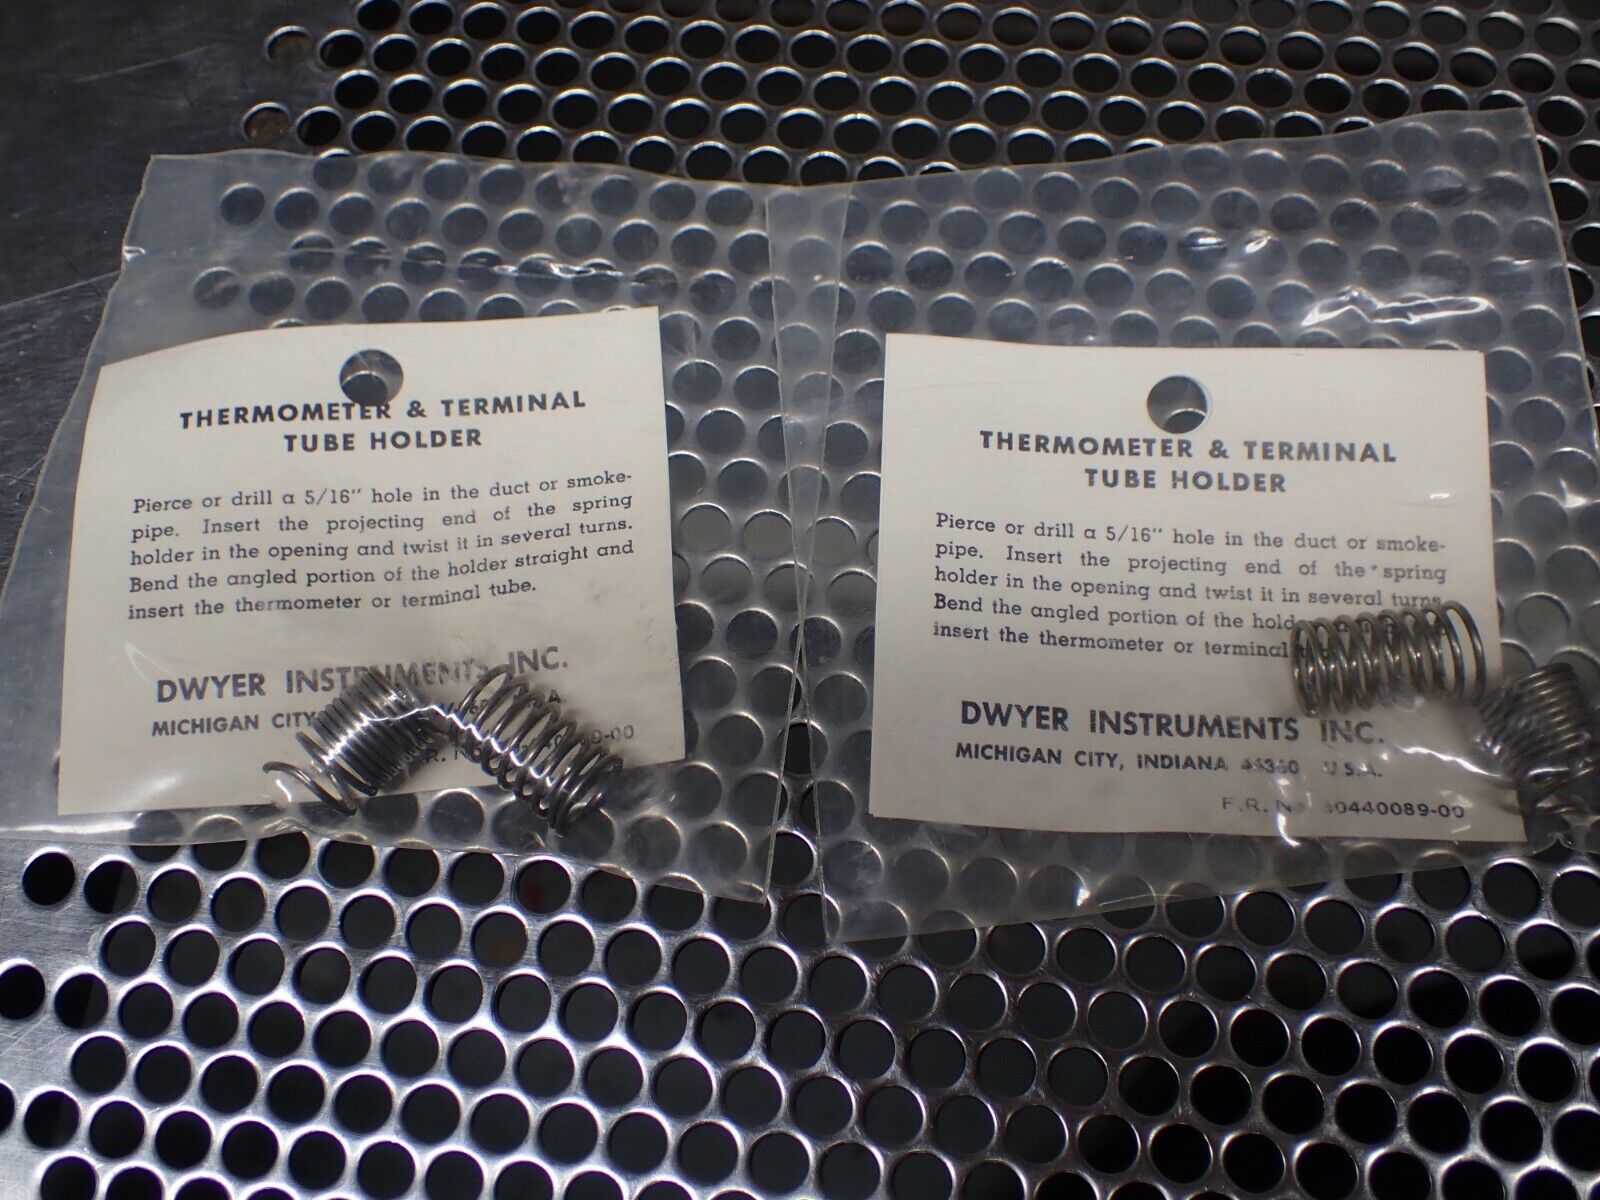 THERMOMETER & TERMINAL
TUBE HOLDER
Pierce or drill a 5/16" hole in the duct or smoke-
pipe. Insert the projecting end of the spring
holder in the opening and twist it in several turns.
Bend the angled portion of the holder straight and
insert the thermometer or terminal tube.
DWYER INSTRUMENTS INC.
MICHIGAN CITY
THERMOMETER & TERMINAL
TUBE HOLDER
Pierce or drill a 5/16" hole in the duct or smoke-
pipe. Insert the projecting end of the spring
holder in the opening and twist it in several turns.
Bend the angled portion of the
insert the thermometer or terminal
DWYER INSTRUMENTS INC.
MICHIGAN CITY, INDIANA 46360 U.S.A.
F.R. No. 30440089-00